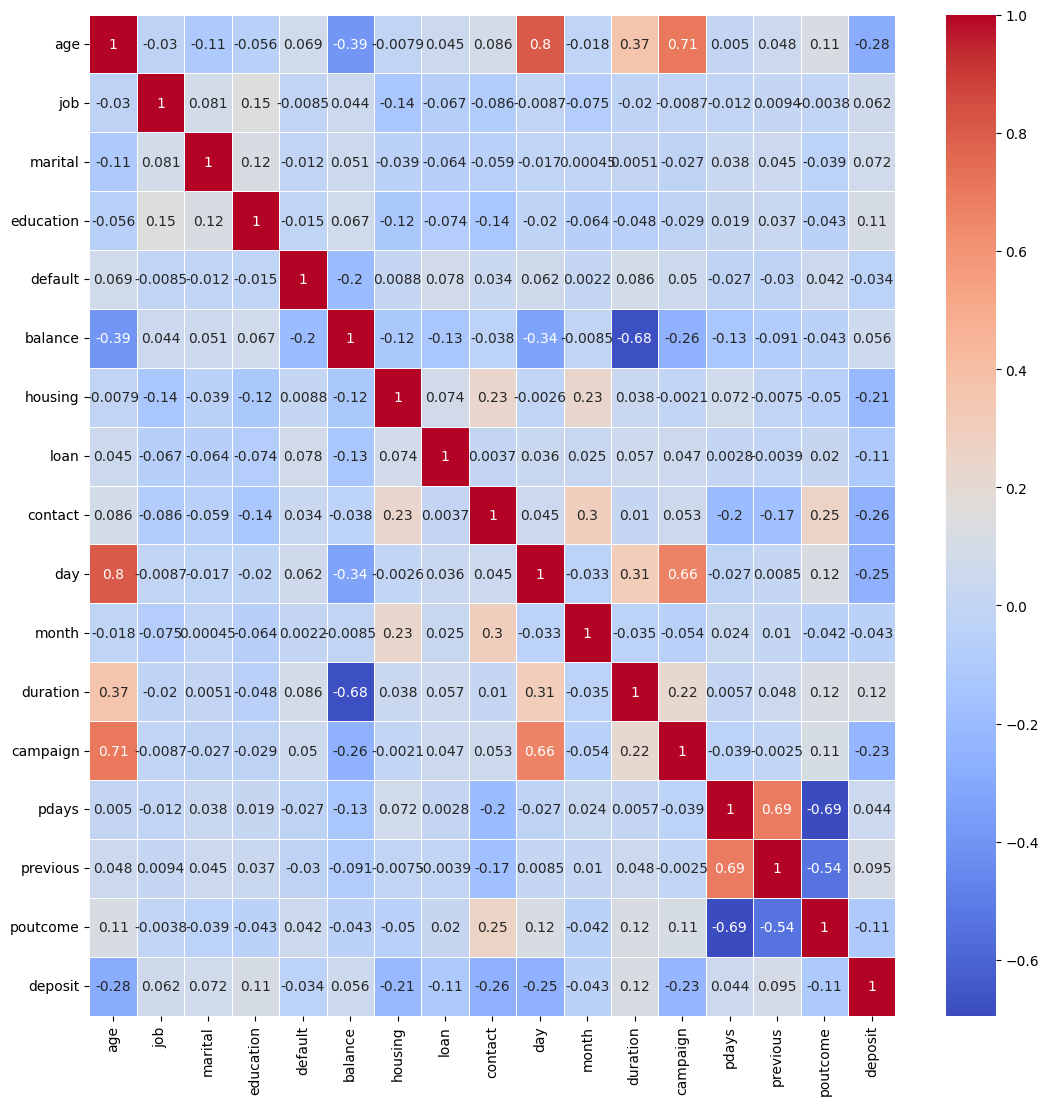 age 1 -0.03 -0.11 -0.056 0.069 -0.39 -0.0079 0.045 0.086 0.8 -0.018 0.37 0.71 0.005 0.048 0.11 -0.28
job -0.03 1 0.081 0.15 -0.0085 0.044 -0.14 -0.067 -0.086 -0.0087 -0.075 -0.02 -0.0087 -0.012 0.0094 -0.0038 0.062
marital -0.11 0.081 1 0.12 -0.012 0.051 -0.039 -0.064 -0.059 -0.017 0.00045 0.0051 -0.027 0.038 0.045 -0.039 0.072
education -0.056 0.15 0.12 1 -0.015 0.067 -0.12 -0.074 -0.14 -0.02 -0.064 -0.048 -0.029 0.019 0.037 -0.043 0.11
default 0.069 -0.0085 -0.012 -0.015 1 -0.2 0.0088 0.078 0.034 0.062 0.0022 0.086 0.05 -0.027 -0.03 0.042 -0.034
balance -0.39 0.044 0.051 0.067 -0.2 1 -0.12 -0.13 -0.038 -0.34 -0.0085 -0.68 -0.26 -0.13 -0.091 -0.043 0.056
housing -0.0079 -0.14 -0.039 -0.12 0.0088 -0.12 1 0.074 0.23 -0.0026 0.23 0.038 -0.0021 0.072 -0.0075 -0.05 -0.21
loan 0.045 -0.067 -0.064 -0.074 0.078 -0.13 0.074 1 0.0037 0.036 0.025 0.057 0.047 0.0028 -0.0039 0.02 -0.11
contact 0.086 -0.086 -0.059 -0.14 0.034 -0.038 0.23 0.0037 1 0.045 0.3 0.01 0.053 -0.2 -0.17 0.25 -0.26
day 0.8 -0.0087 -0.017 -0.02 0.062 -0.34 -0.0026 0.036 0.045 1 -0.033 0.31 0.66 -0.027 0.0085 0.12 -0.25
month -0.018 -0.075 0.00045 -0.064 0.0022 -0.0085 0.23 0.025 0.3 -0.033 1 -0.035 -0.054 0.024 0.01 -0.042 -0.043
duration 0.37 -0.02 0.0051 -0.048 0.086 -0.68 0.038 0.057 0.01 0.31 -0.035 1 0.22 0.0057 0.048 0.12 0.12
campaign 0.71 -0.0087 -0.027 -0.029 0.05 -0.26 -0.0021 0.047 0.053 0.66 -0.054 0.22 1 -0.039 -0.0025 0.11 -0.23
pdays 0.005 -0.012 0.038 0.019 -0.027 -0.13 0.072 0.0028 -0.2 -0.027 0.024 0.0057 -0.039 1 0.69 -0.69 0.044
previous 0.048 0.0094 0.045 0.037 -0.03 -0.091 -0.0075 -0.0039 -0.17 0.0085 0.01 0.048 -0.0025 0.69 1 -0.54 0.095
poutcome 0.11 -0.0038 -0.039 -0.043 0.042 -0.043 -0.05 0.02 0.25 0.12 -0.042 0.12 0.11 -0.69 -0.54 1 -0.11
deposit -0.28 0.062 0.072 0.11 -0.034 0.056 -0.21 -0.11 -0.26 -0.25 -0.043 0.12 -0.23 0.044 0.095 -0.11 1
age job marital education default balance housing loan contact day month duration campaign pdays previous poutcome deposit
1.0
0.8
0.6
0.4
0.2
0.0
−0.2
−0.4
−0.6